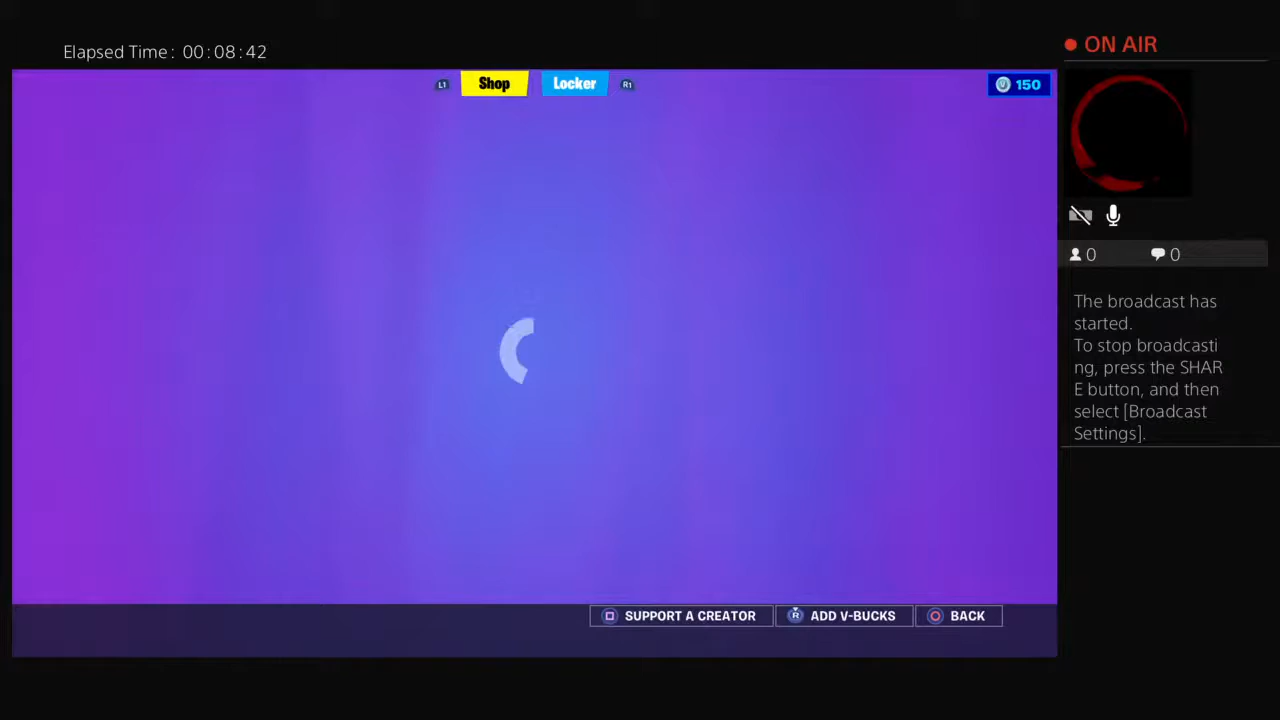 Elapsed Time: 00:08:42
ON AIR
L1 Shop Locker R1
150
0 0
The broadcast has
started.
To stop broadcasti
ng, press the SHAR
E button, and then
select [Broadcast
Settings].
SUPPORT A CREATOR R ADD V-BUCKS BACK